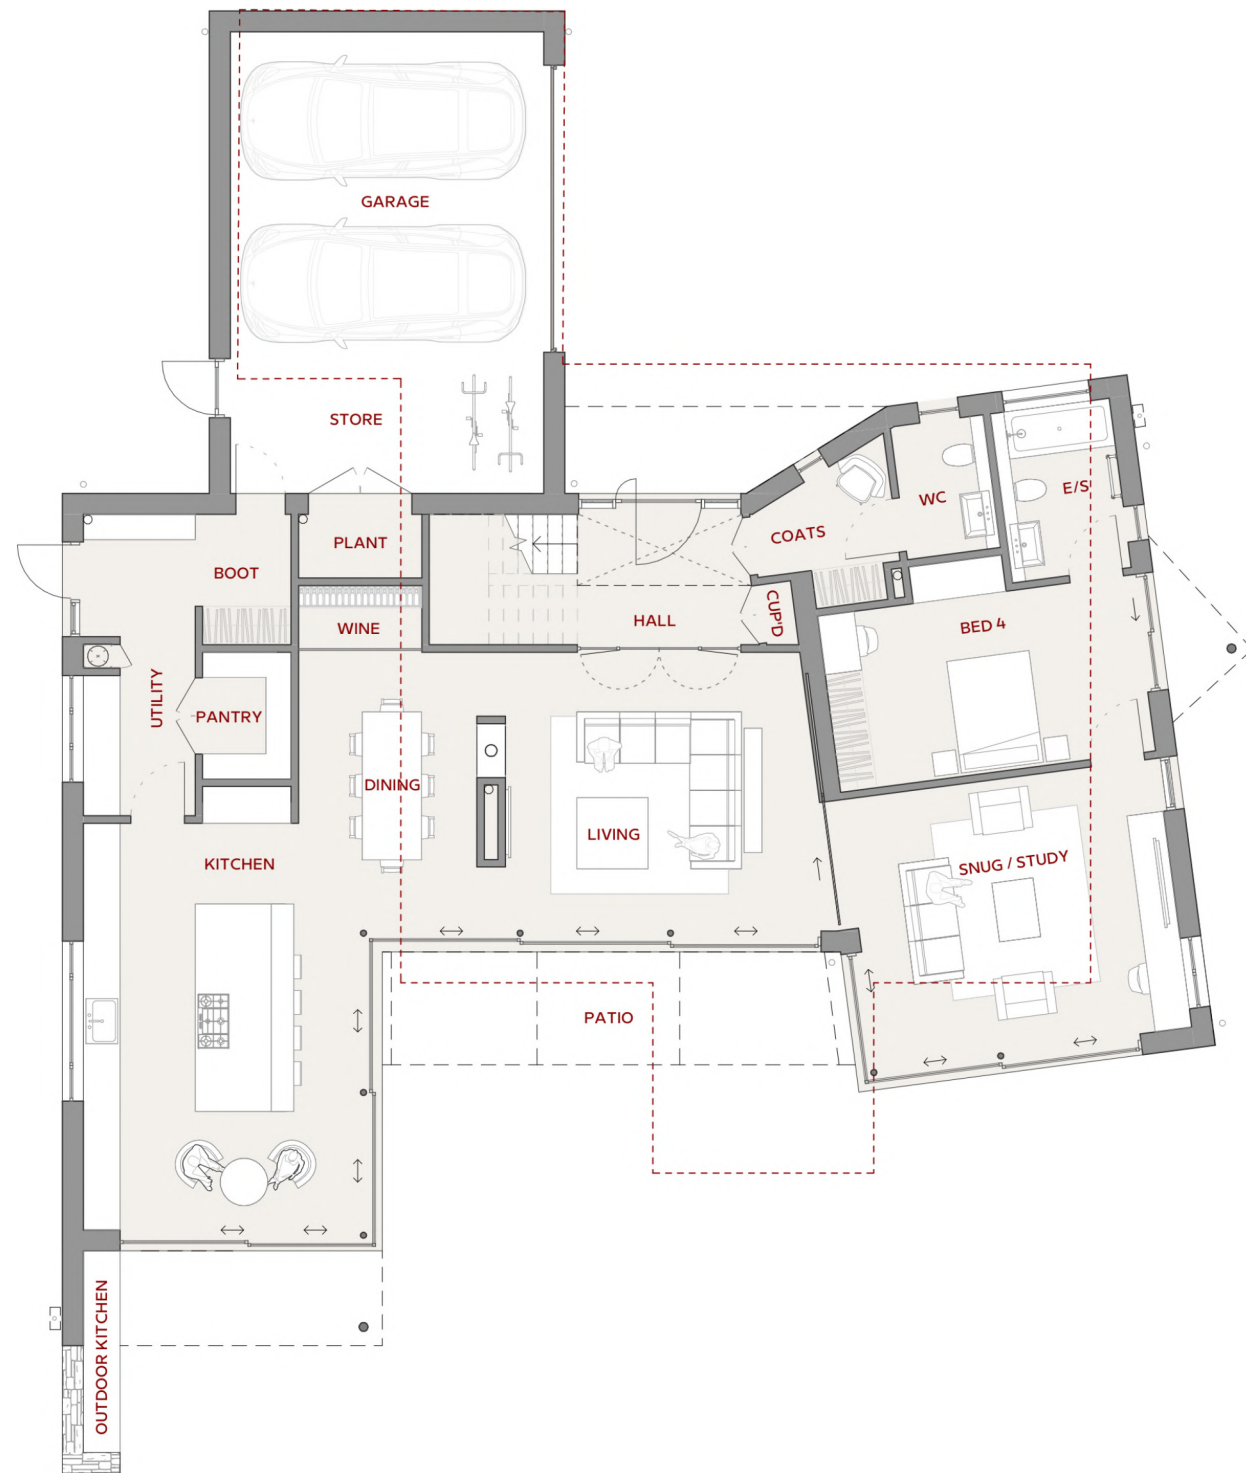 GARAGE
STORE
WC
E/S
COATS
PLANT
BOOT
CUP'D
HALL
WINE
BED 4
UTILITY
PANTRY
DINING
LIVING
KITCHEN
SNUG / STUDY
PATIO
OUTDOOR KITCHEN